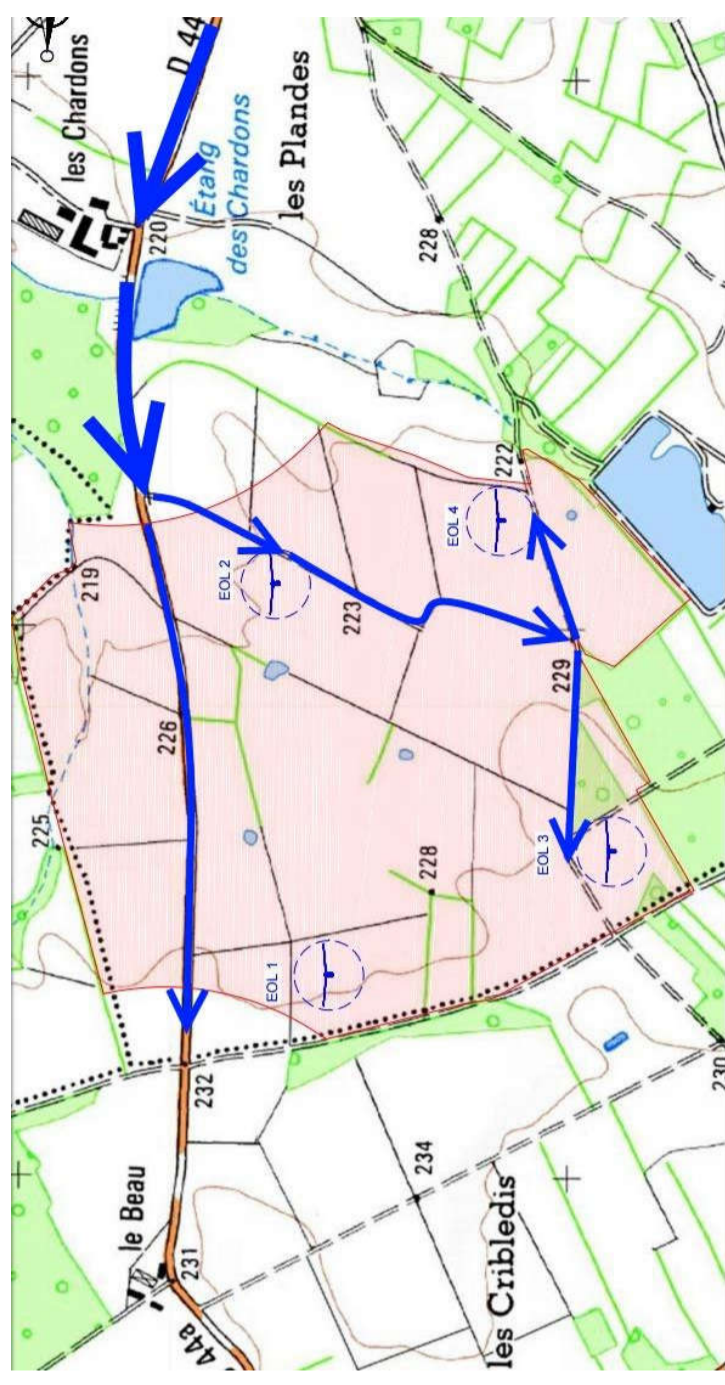 D 44
les Chardons
220
Étang
des Chardons
les Plandes
228
222
219
EOL 2
EOL 4
223
229
226
225
EOL 3
228
EOL 1
232
230
le Beau
231
234
44a
les Cribledis